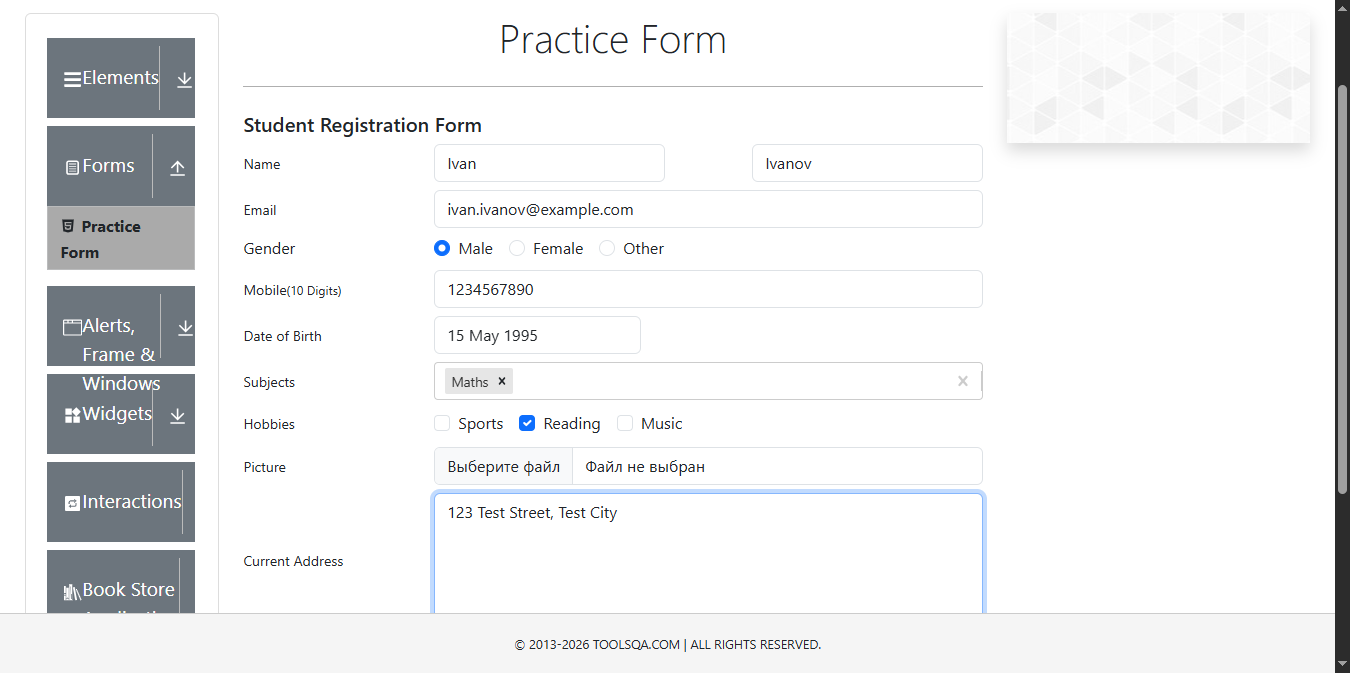 Practice Form
Elements
Forms
Practice
Form
Alerts,
Frame &
Windows
Widgets
Interactions
Book Store
Student Registration Form
Name Ivan Ivanov
Email ivan.ivanov@example.com
Gender Male Female Other
Mobile(10 Digits) 1234567890
Date of Birth 15 May 1995
Subjects Maths ×
Hobbies Sports Reading Music
Picture Выберите файл Файл не выбран
Current Address 123 Test Street, Test City
© 2013-2026 TOOLSQA.COM | ALL RIGHTS RESERVED.